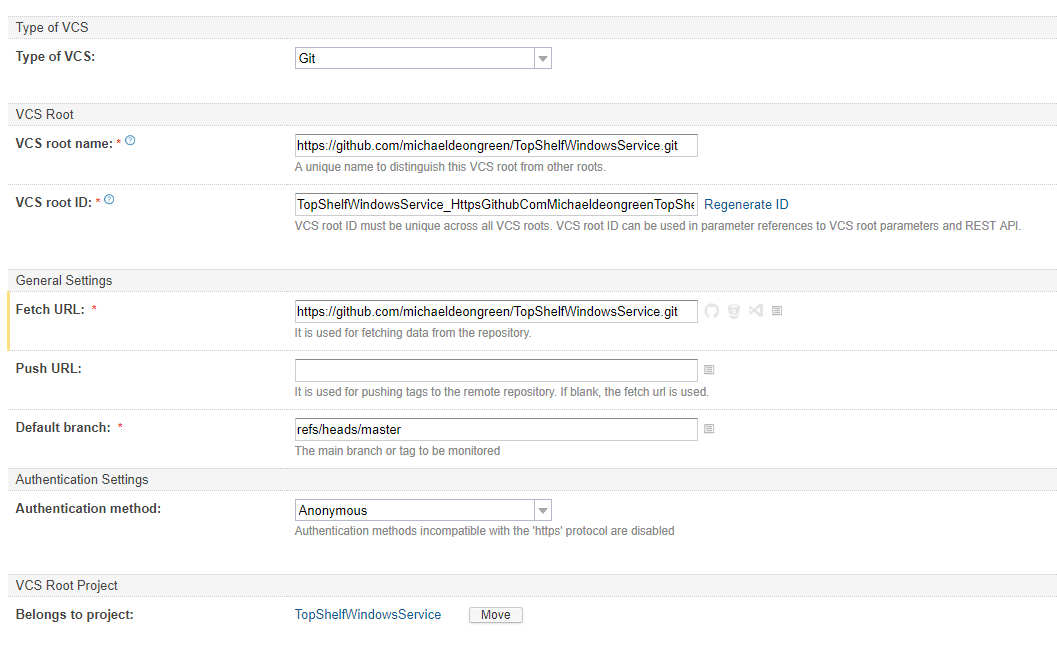 Type of VCS
Type of VCS:
Git
VCS Root
VCS root name: * ?
https://github.com/michaeldeongreen/TopShelfWindowsService.git
A unique name to distinguish this VCS root from other roots.
VCS root ID: * ?
TopShelfWindowsService_HttpsGithubComMichaeldeongreenTopShe Regenerate ID
VCS root ID must be unique across all VCS roots. VCS root ID can be used in parameter references to VCS root parameters and REST API.
General Settings
Fetch URL: *
https://github.com/michaeldeongreen/TopShelfWindowsService.git
It is used for fetching data from the repository.
Push URL:
It is used for pushing tags to the remote repository. If blank, the fetch url is used.
Default branch: *
refs/heads/master
The main branch or tag to be monitored
Authentication Settings
Authentication method:
Anonymous
Authentication methods incompatible with the 'https' protocol are disabled
VCS Root Project
Belongs to project:
TopShelfWindowsService Move